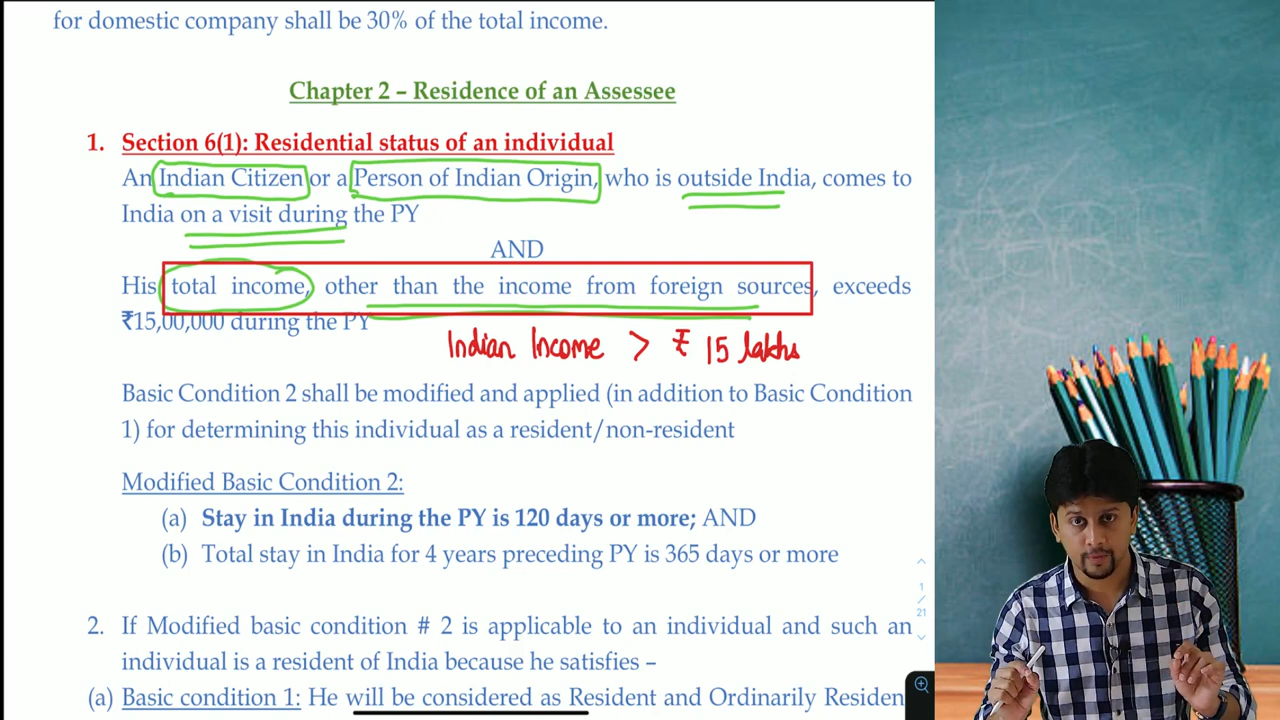 for domestic company shall be 30% of the total income.
Chapter 2 – Residence of an Assessee
1. Section 6(1): Residential status of an individual
An Indian Citizen or a Person of Indian Origin, who is outside India, comes to
India on a visit during the PY
AND
His total income, other than the income from foreign sources, exceeds
₹15,00,000 during the PY
Indian Income > ₹ 15 lakhs
Basic Condition 2 shall be modified and applied (in addition to Basic Condition
1) for determining this individual as a resident/non-resident
Modified Basic Condition 2:
(a) Stay in India during the PY is 120 days or more; AND
(b) Total stay in India for 4 years preceding PY is 365 days or more
1
/
21
2. If Modified basic condition # 2 is applicable to an individual and such an
individual is a resident of India because he satisfies –
(a) Basic condition 1: He will be considered as Resident and Ordinarily Residen